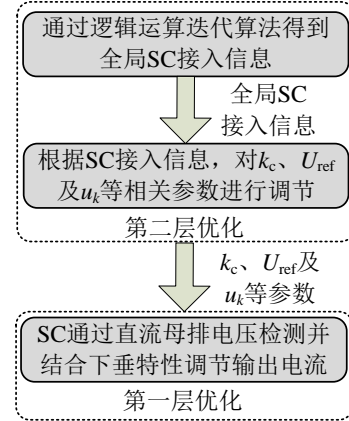 通过逻辑运算迭代算法得到
全局SC接入信息
全局SC
接入信息
根据SC接入信息，对kc、Uref
及uk等相关参数进行调节
第二层优化
kc、Uref及
uk等参数
SC通过直流母排电压检测并
结合下垂特性调节输出电流
第一层优化